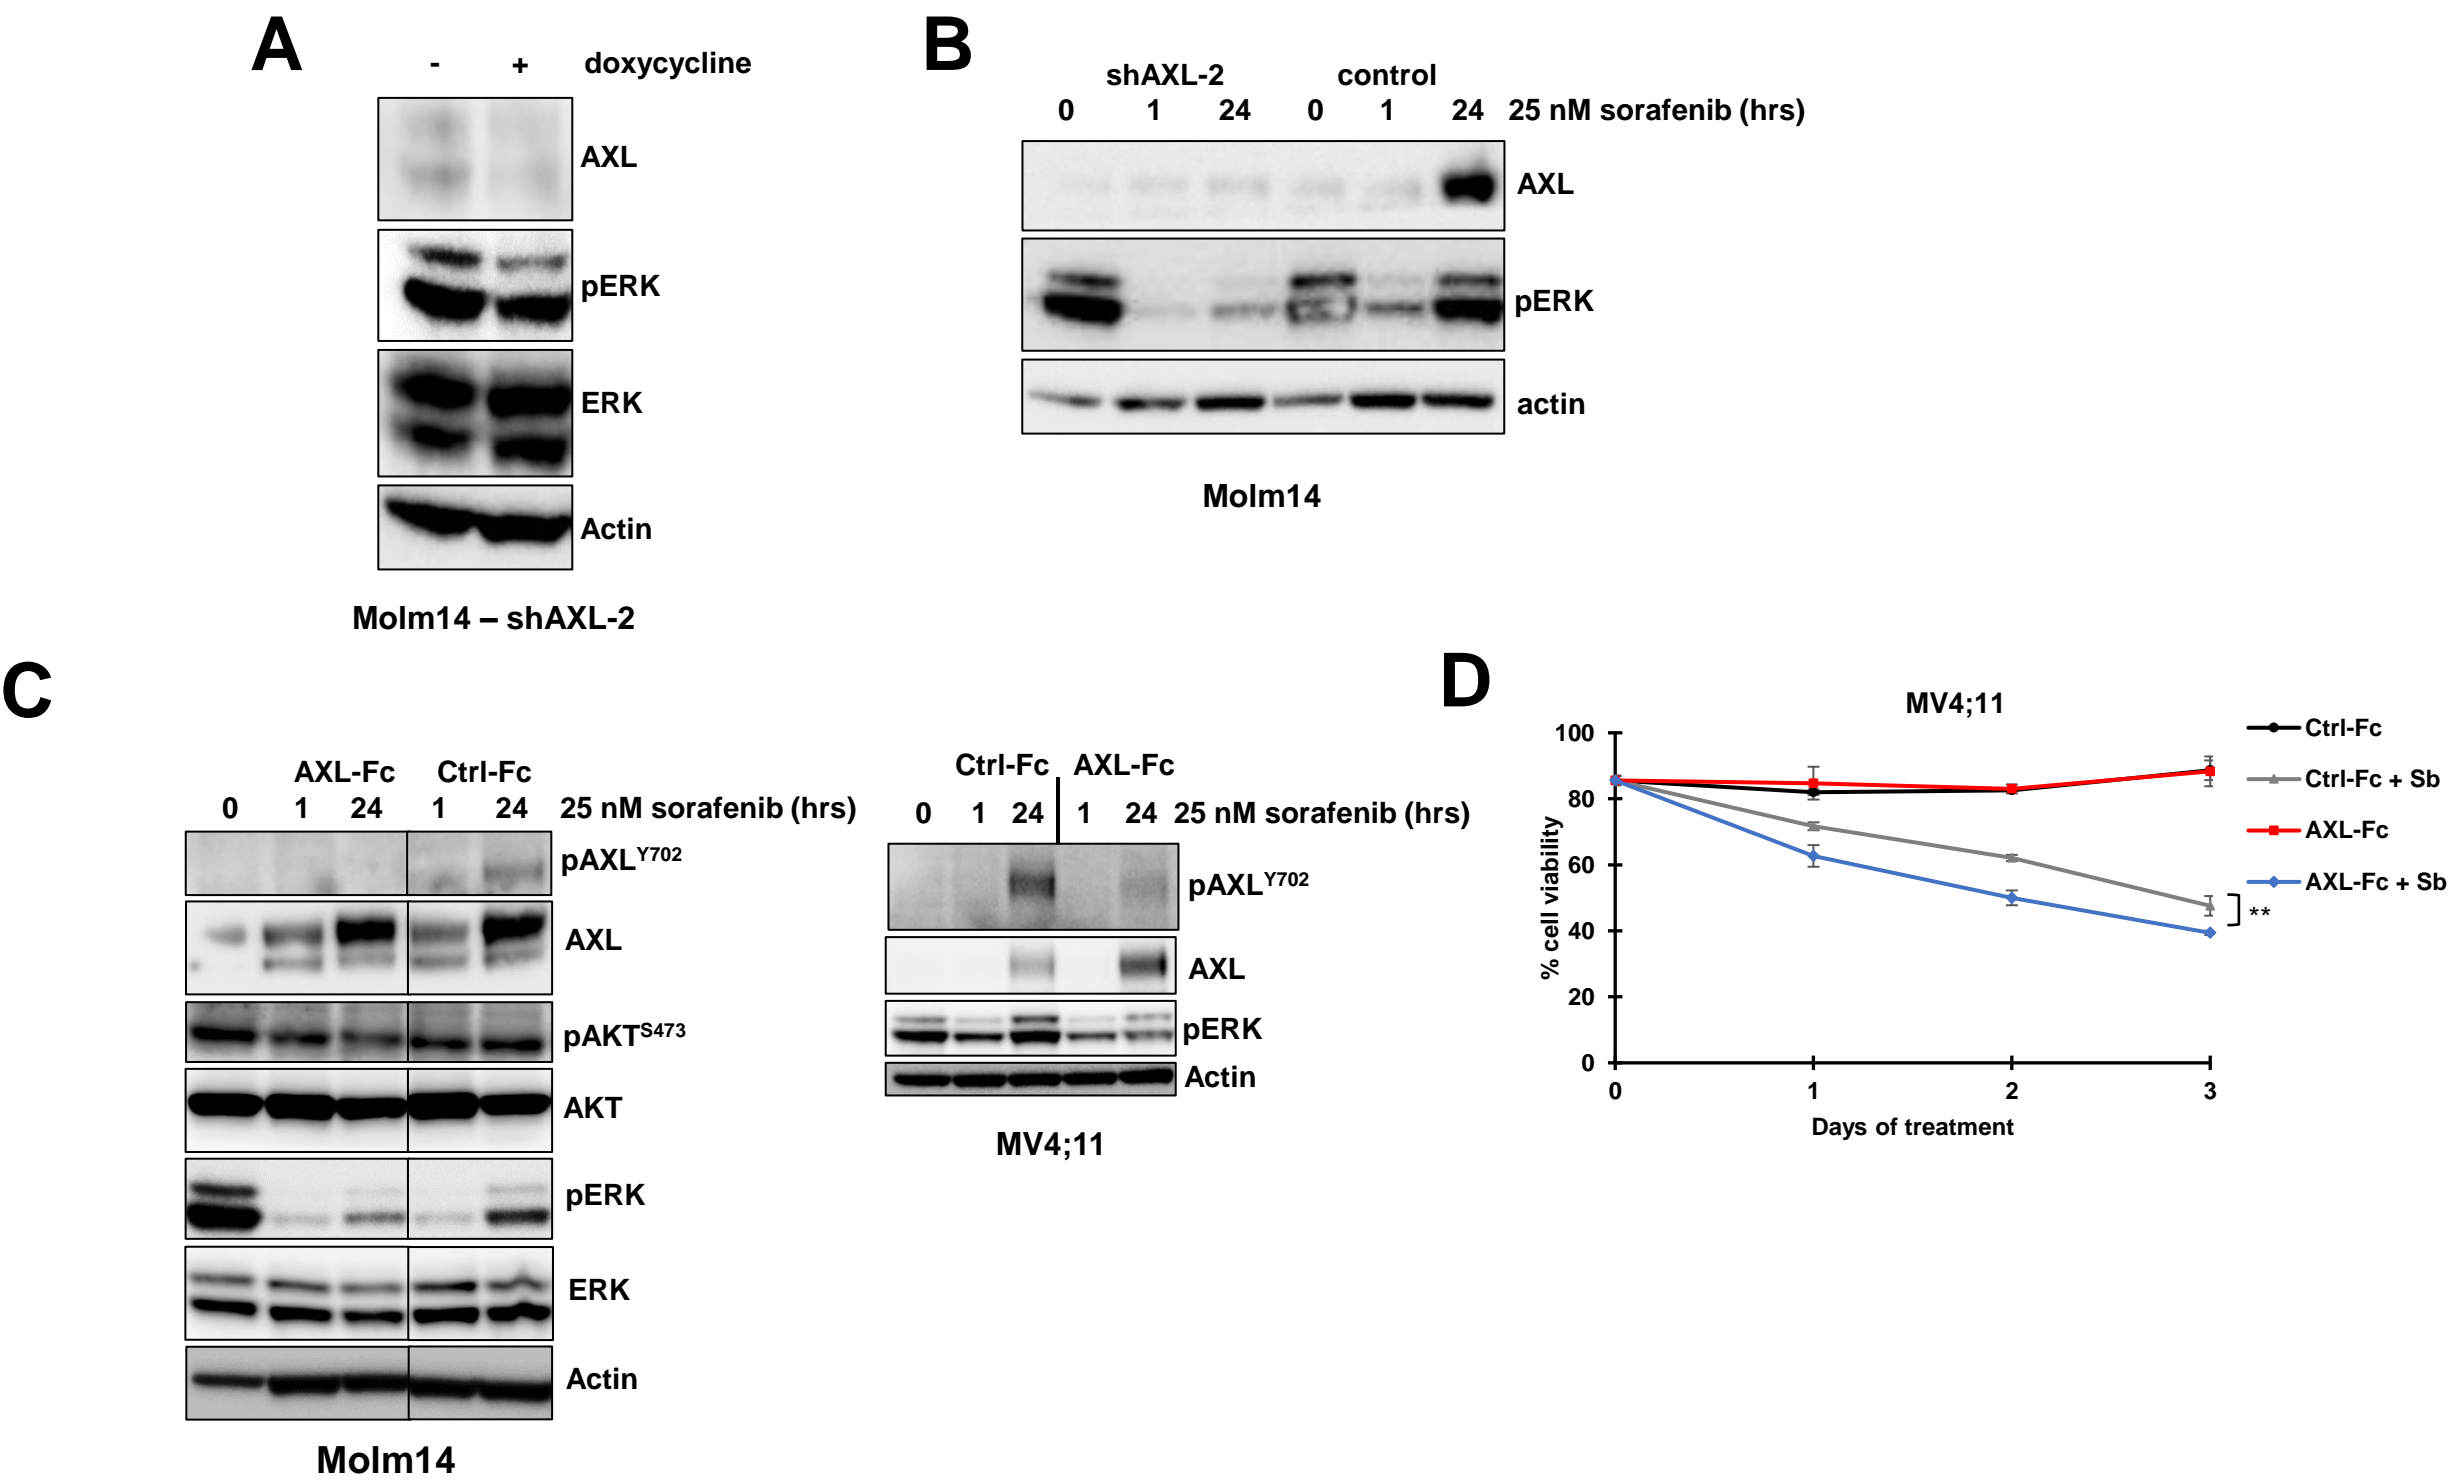 A
- + doxycycline
AXL
pERK
ERK
Actin
Molm14 – shAXL-2
B
shAXL-2 control
0 1 24 0 1 24 25 nM sorafenib (hrs)
AXL
pERK
actin
Molm14
C
AXL-Fc Ctrl-Fc
0 1 24 1 24 25 nM sorafenib (hrs)
pAXLY702
AXL
pAKTS473
AKT
pERK
ERK
Actin
Molm14
Ctrl-Fc AXL-Fc
0 1 24 1 24 25 nM sorafenib (hrs)
pAXLY702
AXL
pERK
Actin
MV4;11
D
MV4;11
% cell viability
100
80
60
40
20
0
0 1 2 3
Days of treatment
Ctrl-Fc
Ctrl-Fc + Sb
AXL-Fc
AXL-Fc + Sb
**